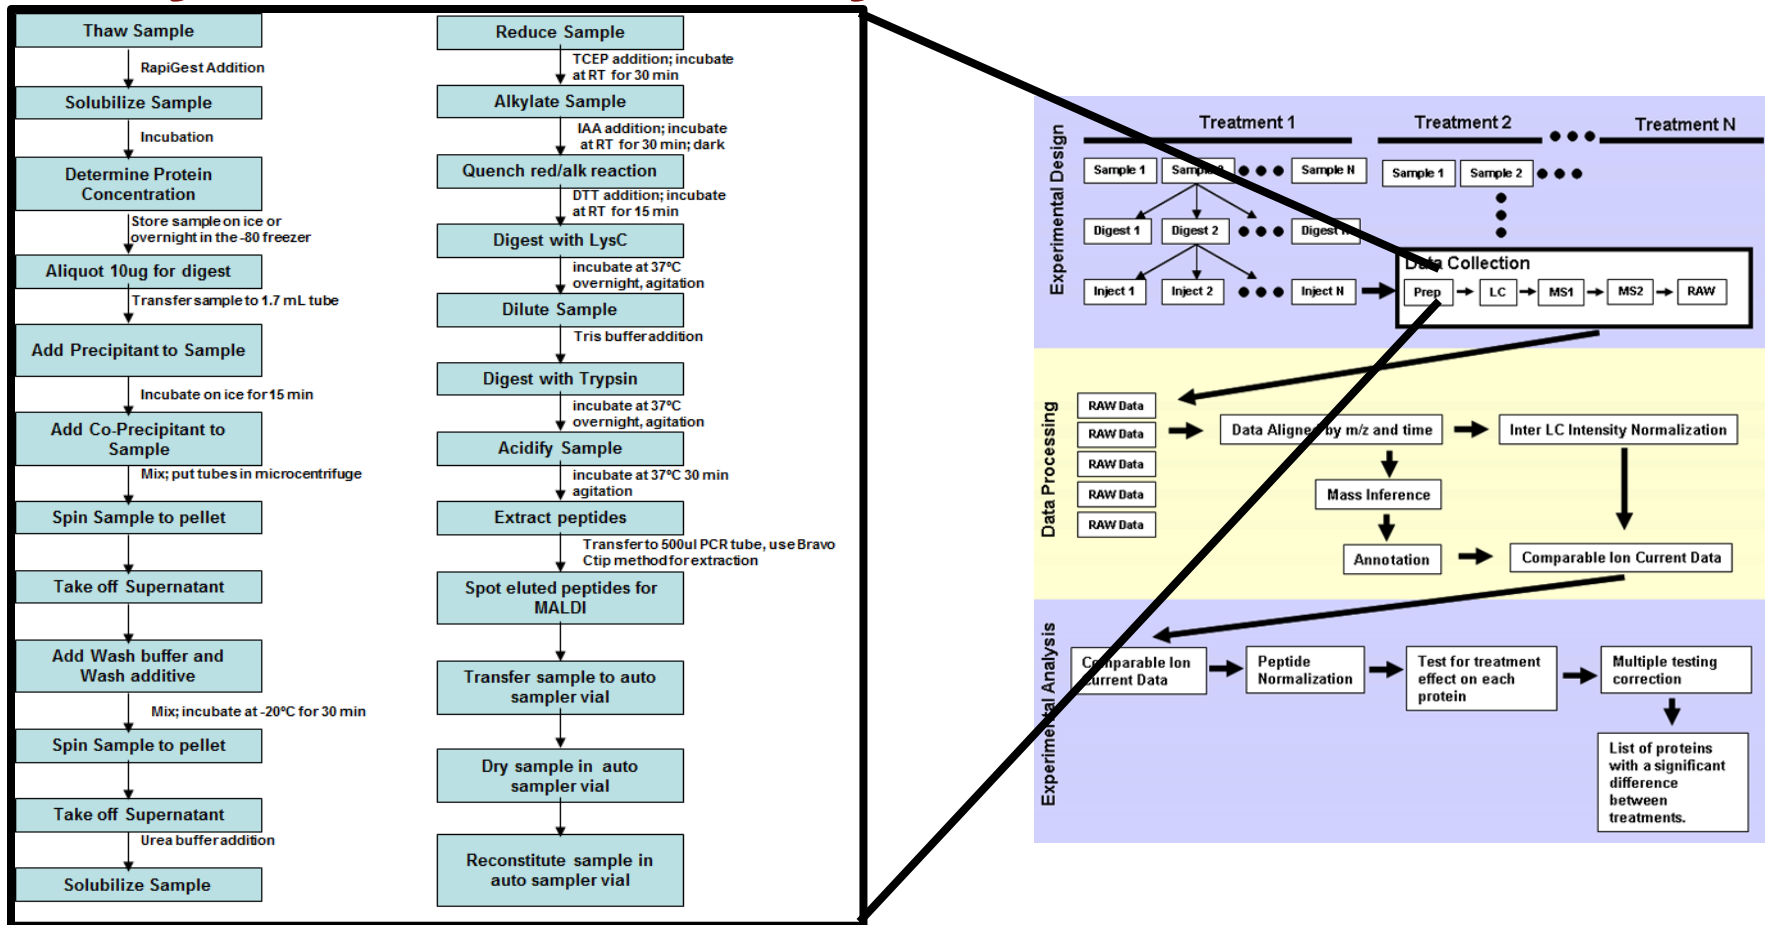 Thaw Sample
RapiGest Addition
Solubilize Sample
Incubation
Determine Protein
Concentration
Store sample on ice or
overnight in the -80 freezer
Aliquot 10ug for digest
Transfer sample to 1.7 mL tube
Add Precipitant to Sample
Incubate on ice for 15 min
Add Co-Precipitant to
Sample
Mix; put tubes in microcentrifuge
Spin Sample to pellet
Take off Supernatant
Add Wash buffer and
Wash additive
Mix; incubate at -20ºC for 30 min
Spin Sample to pellet
Take off Supernatant
Urea buffer addition
Solubilize Sample
Reduce Sample
TCEP addition; incubate
at RT for 30 min
Alkylate Sample
IAA addition; incubate
at RT for 30 min; dark
Quench red/alk reaction
DTT addition; incubate
at RT for 15 min
Digest with LysC
incubate at 37ºC
overnight, agitation
Dilute Sample
Tris buffer addition
Digest with Trypsin
incubate at 37ºC
overnight, agitation
Acidify Sample
incubate at 37ºC 30 min
agitation
Extract peptides
Transfer to 500ul PCR tube, use Bravo
Ctip method for extraction
Spot eluted peptides for
MALDI
Transfer sample to auto
sampler vial
Dry sample in auto
sampler vial
Reconstitute sample in
auto sampler vial
Experimental Design
Treatment 1
Treatment 2
Treatment N
Sample 1
Sample 2
Sample N
Sample 1
Sample 2
Digest 1
Digest 2
Digest N
Inject 1
Inject 2
Inject N
Data Collection
Prep
LC
MS1
MS2
RAW
Data Processing
RAW Data
RAW Data
RAW Data
RAW Data
RAW Data
Data Aligned by m/z and time
Inter LC Intensity Normalization
Mass Inference
Annotation
Comparable Ion Current Data
Experimental Analysis
Comparable Ion
Current Data
Peptide
Normalization
Test for treatment
effect on each
protein
Multiple testing
correction
List of proteins
with a significant
difference
between
treatments.